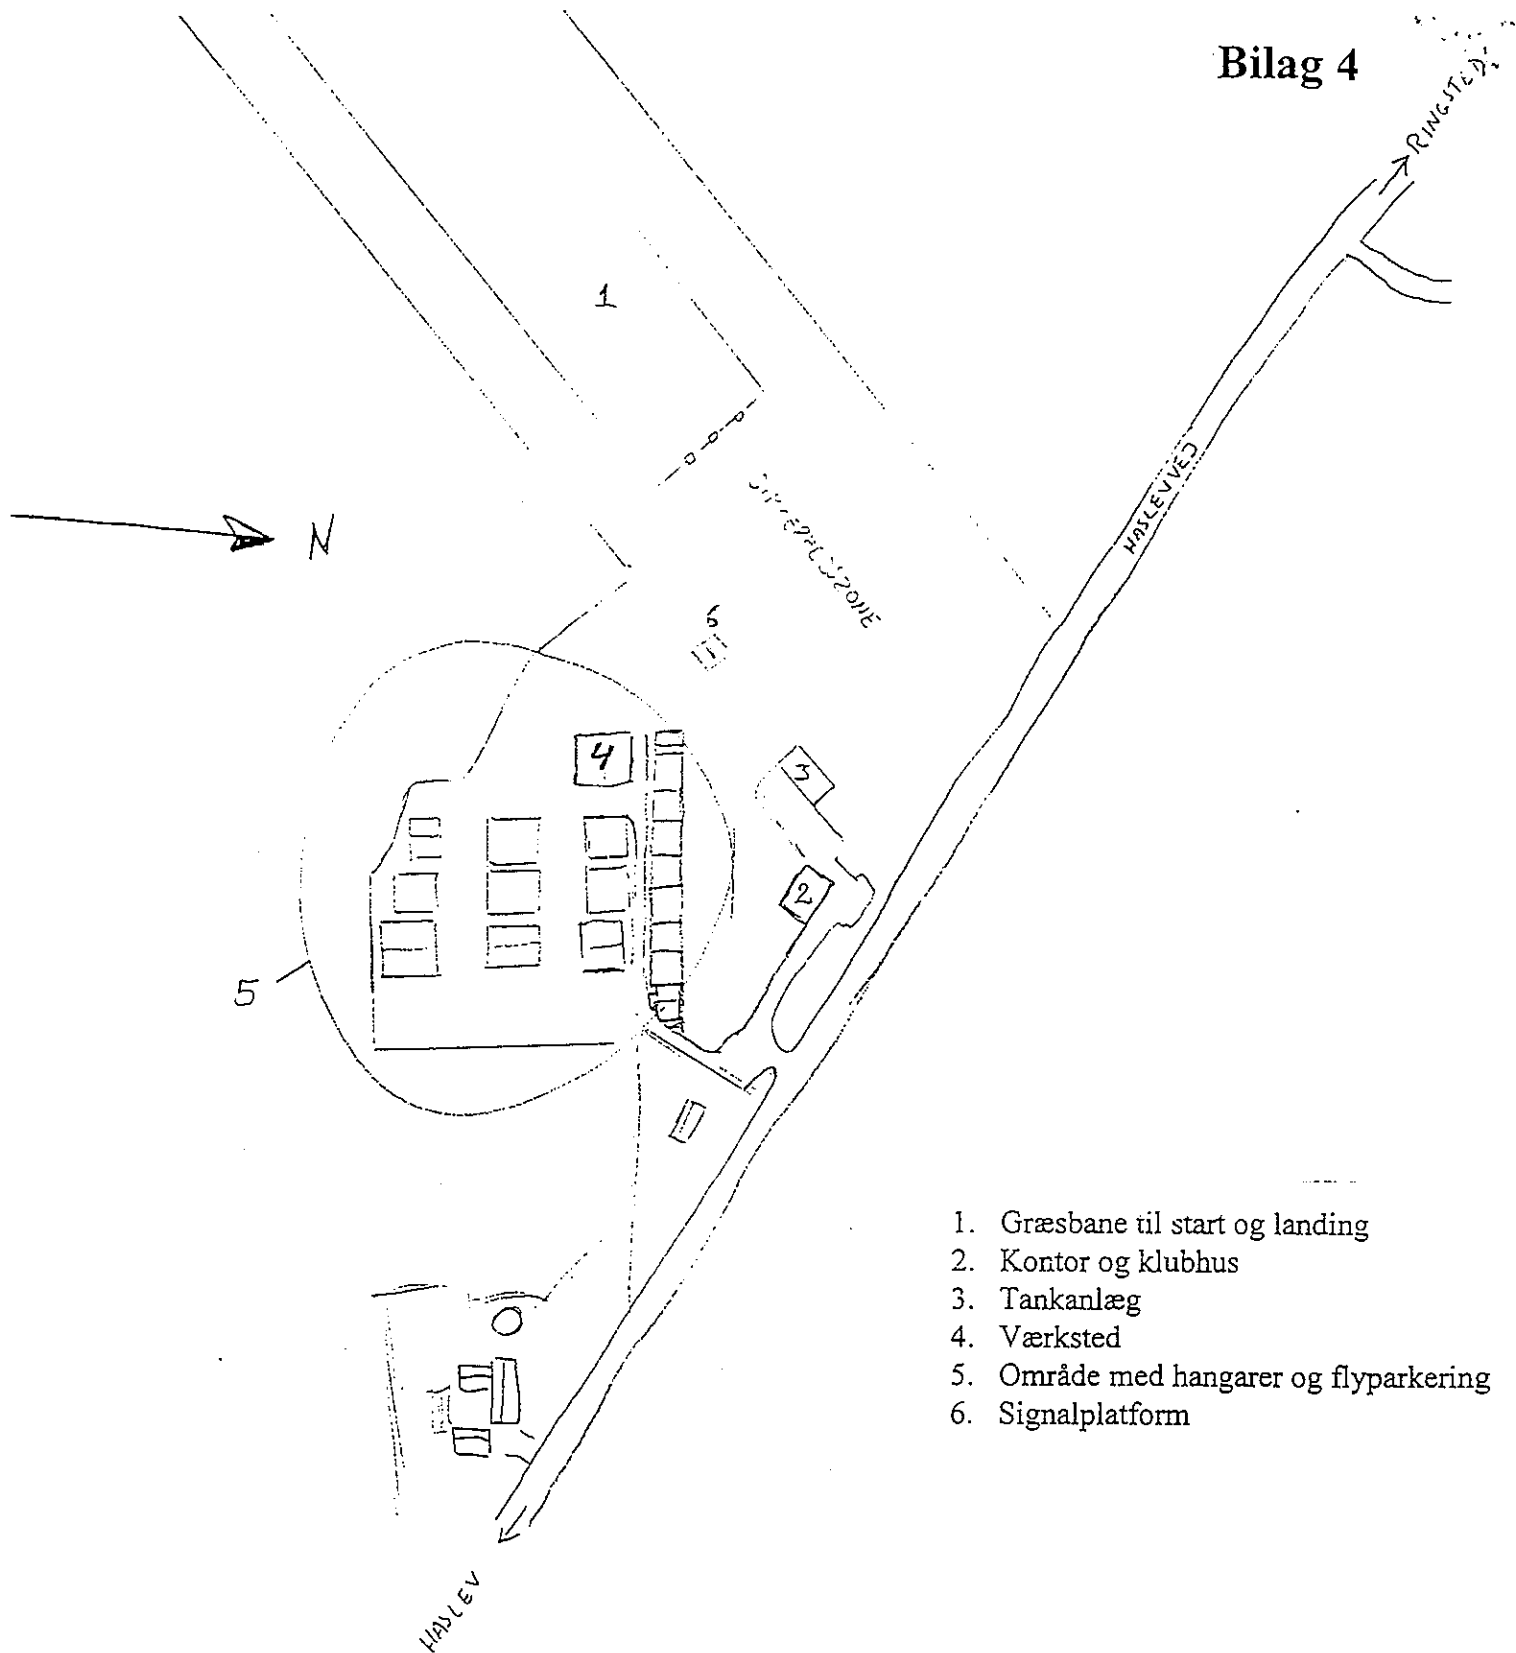 Bilag 4
RINGSTED
1
HASLEVVEJ
N
6
4
3
2
5
1. Græsbane til start og landing
2. Kontor og klubhus
3. Tankanlæg
4. Værksted
5. Område med hangarer og flyparkering
6. Signalplatform
HASLEV